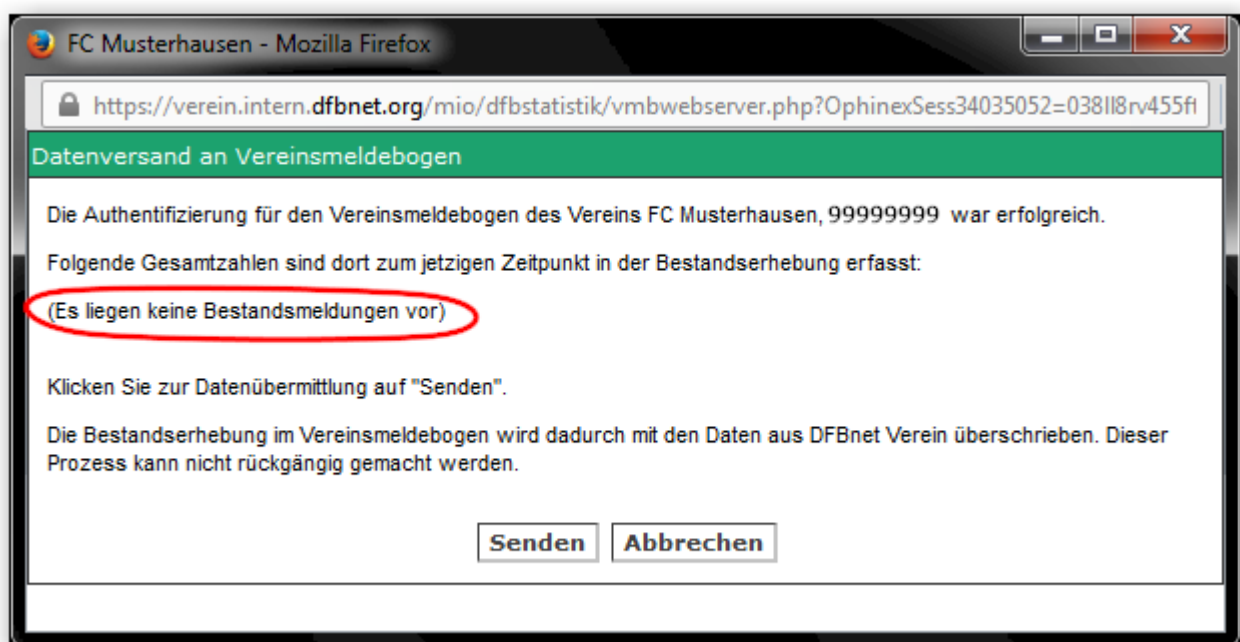 FC Musterhausen - Mozilla Firefox
https://verein.intern.dfbnet.org/mio/dfbstatistik/vmbwebserver.php?OphinexSess34035052=038ll8rv455ft
Datenversand an Vereinsmeldebogen
Die Authentifizierung für den Vereinsmeldebogen des Vereins FC Musterhausen, 99999999 war erfolgreich.
Folgende Gesamtzahlen sind dort zum jetzigen Zeitpunkt in der Bestandserhebung erfasst:
(Es liegen keine Bestandsmeldungen vor)
Klicken Sie zur Datenübermittlung auf "Senden".
Die Bestandserhebung im Vereinsmeldebogen wird dadurch mit den Daten aus DFBnet Verein überschrieben. Dieser
Prozess kann nicht rückgängig gemacht werden.
Senden Abbrechen